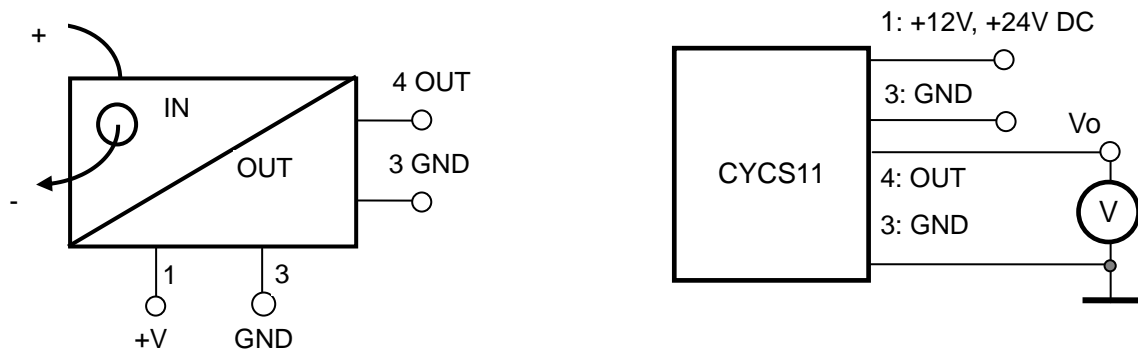 +
IN
OUT
-
4 OUT
3 GND
1
3
+V
GND
1: +12V, +24V DC
3: GND
Vo
CYCS11
4: OUT
V
3: GND